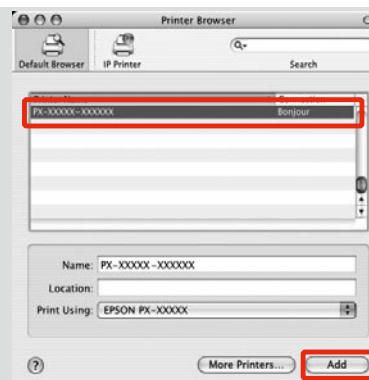 Printer Browser
Default Browser
IP Printer
Search
PX-XXXXX-XXXXXX Bonjour
Name: PX-XXXXX-XXXXXX
Location:
Print Using: EPSON PX-XXXXX
? More Printers... Add